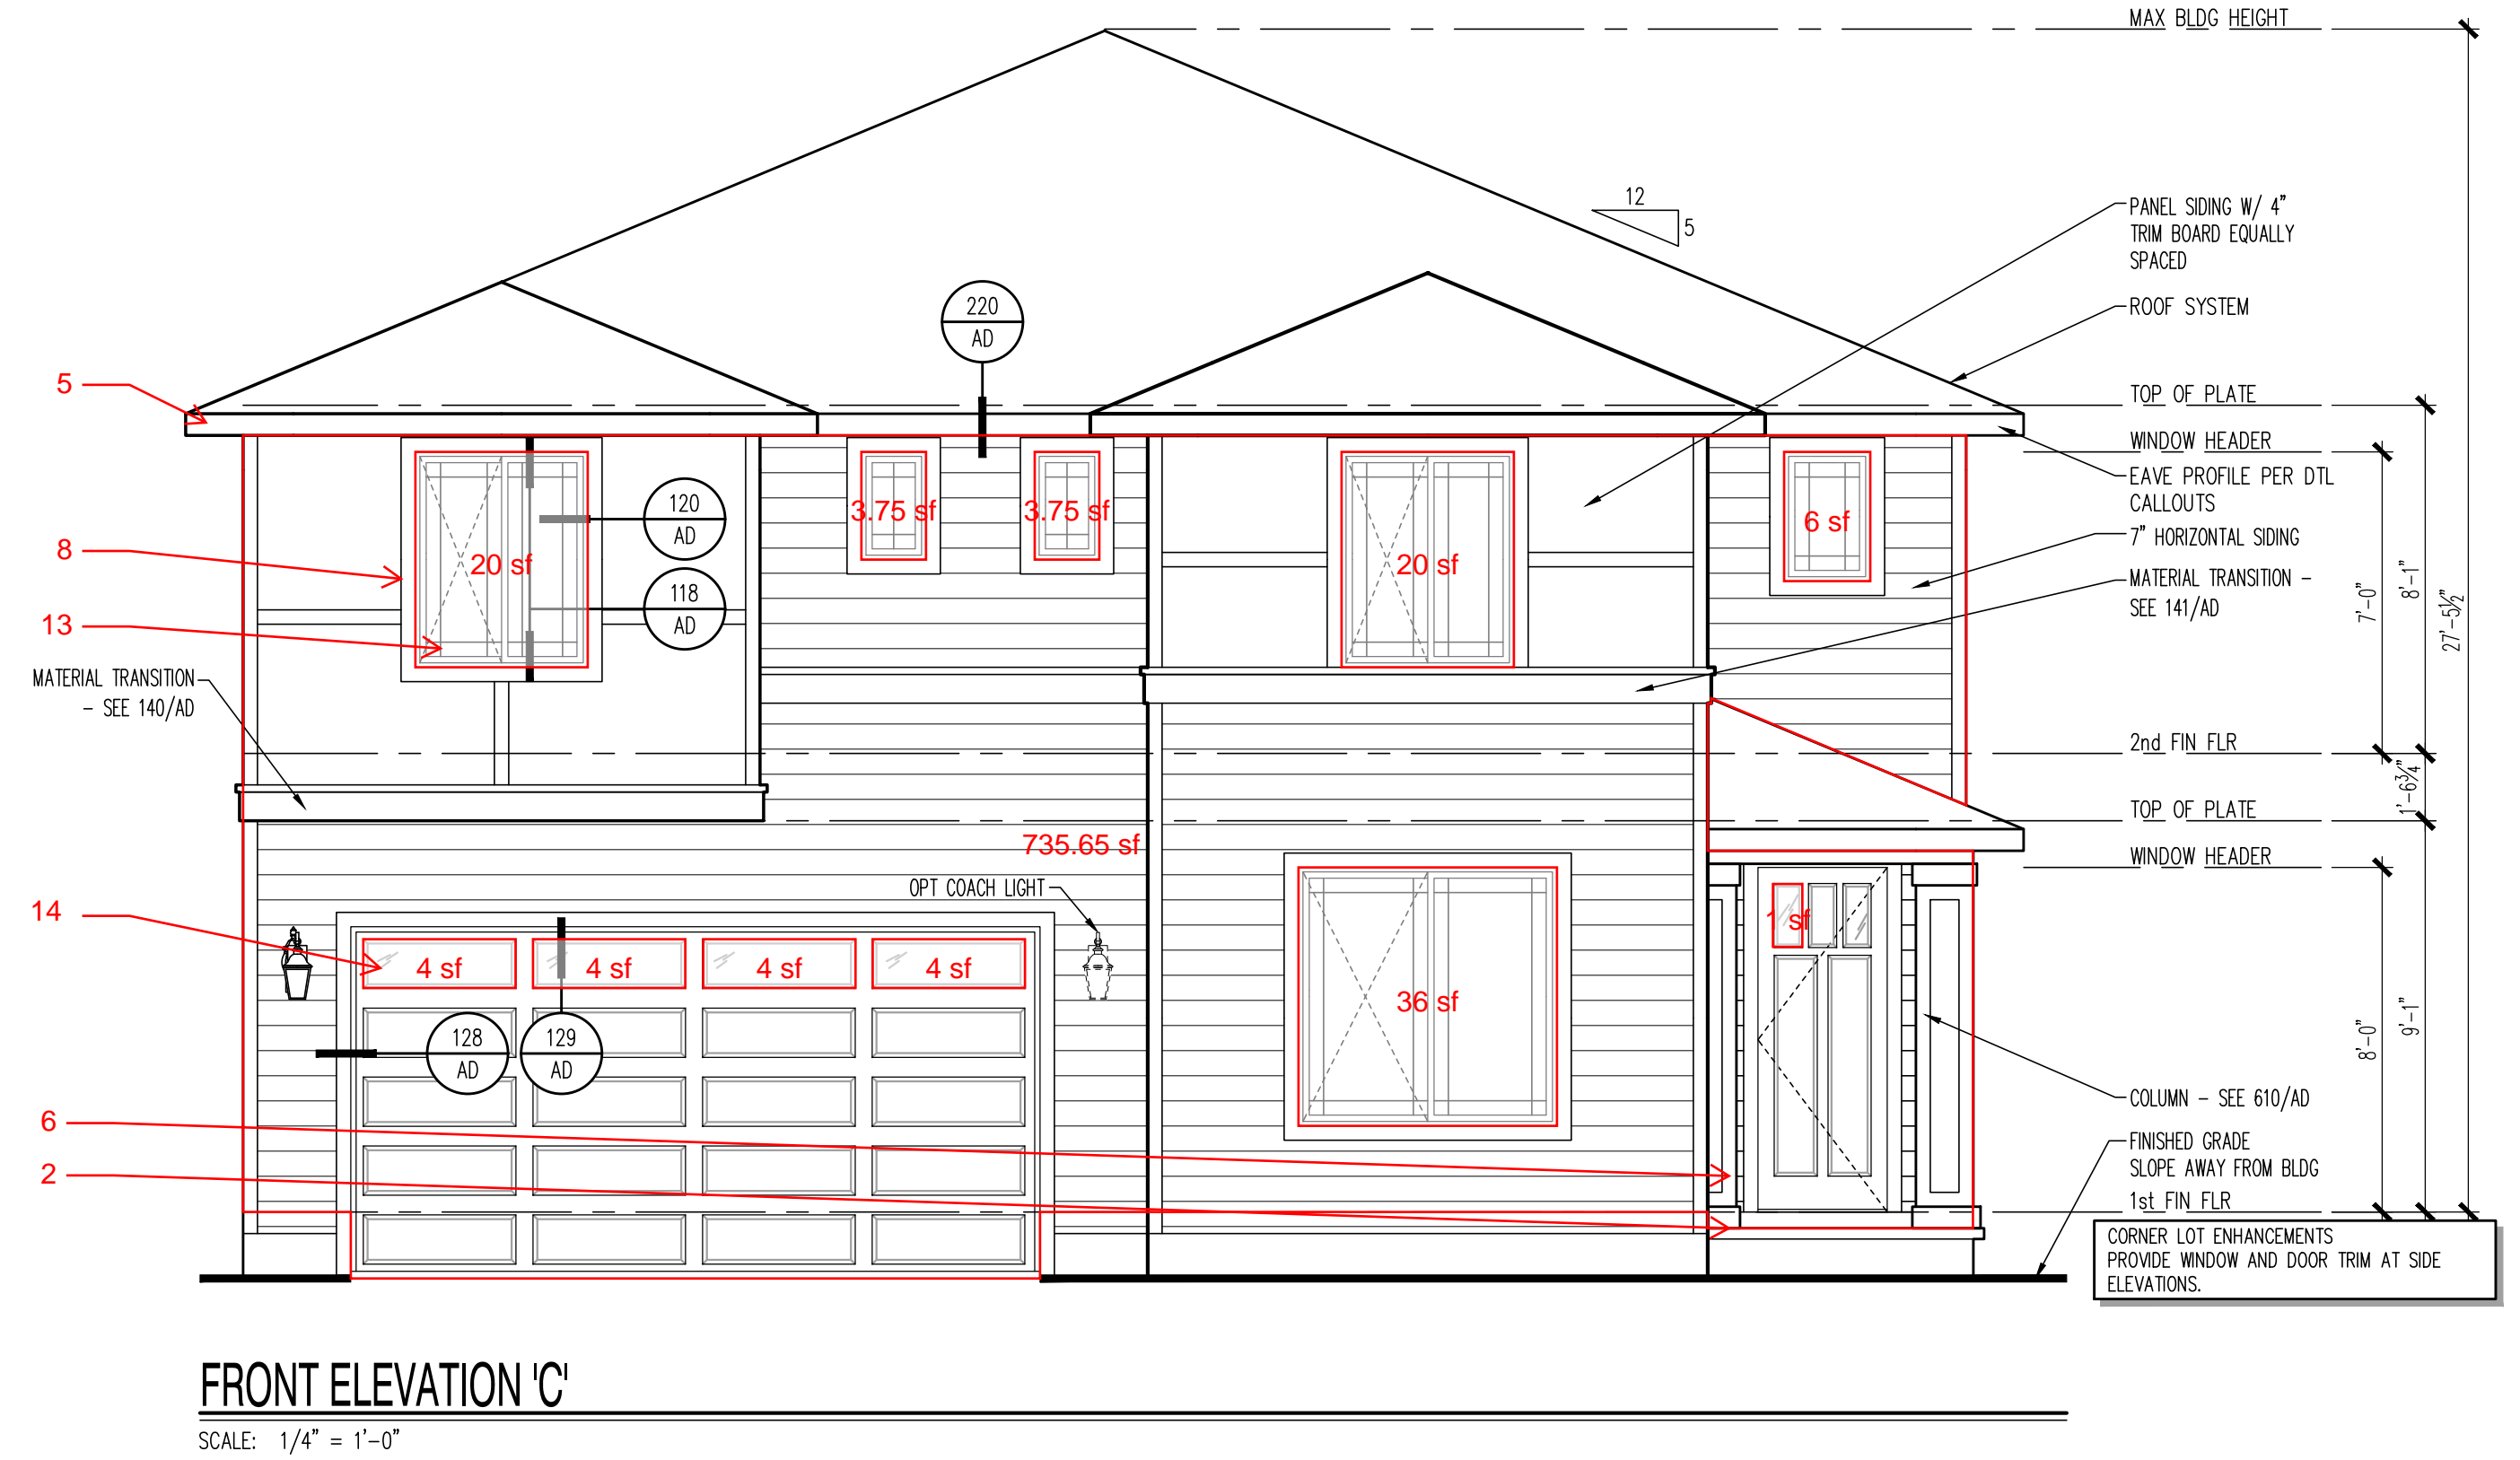 MAX BLDG HEIGHT
12
5
PANEL SIDING W/ 4"
TRIM BOARD EQUALLY
SPACED
ROOF SYSTEM
220
AD
5
TOP OF PLATE
WINDOW HEADER
EAVE PROFILE PER DTL
CALLOUTS
7" HORIZONTAL SIDING
MATERIAL TRANSITION -
SEE 141/AD
120
AD
118
AD
20 sf
3.75 sf
3.75 sf
20 sf
6 sf
8
13
MATERIAL TRANSITION
- SEE 140/AD
7'-0"
8'-1"
27'-5½"
2nd FIN FLR
1'-6¾"
TOP OF PLATE
WINDOW HEADER
735.65 sf
OPT COACH LIGHT
14
4 sf
4 sf
4 sf
4 sf
36 sf
1 sf
128
AD
129
AD
8'-0"
9'-1"
6
2
COLUMN - SEE 610/AD
FINISHED GRADE
SLOPE AWAY FROM BLDG
1st FIN FLR
CORNER LOT ENHANCEMENTS
PROVIDE WINDOW AND DOOR TRIM AT SIDE
ELEVATIONS.
FRONT ELEVATION 'C'
SCALE: 1/4" = 1'-0"